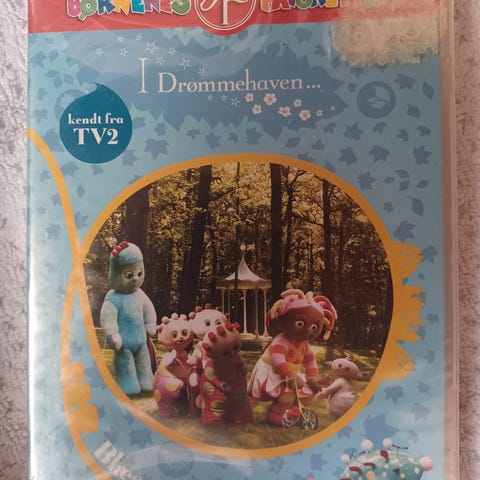 BØRNENES
I Drømmehaven...
kendt fra
TV2